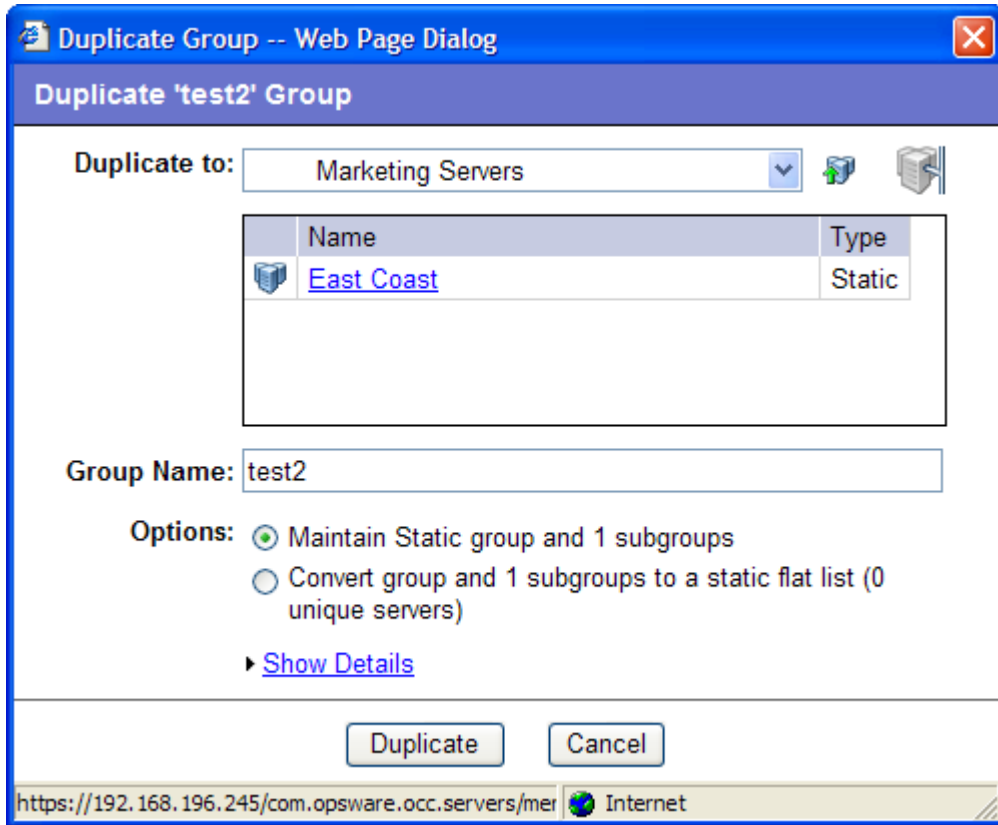 Duplicate Group -- Web Page Dialog
Duplicate 'test2' Group
Duplicate to: Marketing Servers
Name Type
East Coast Static
Group Name: test2
Options: Maintain Static group and 1 subgroups
Convert group and 1 subgroups to a static flat list (0
unique servers)
Show Details
Duplicate Cancel
https://192.168.196.245/com.opsware.occ.servers/mer Internet